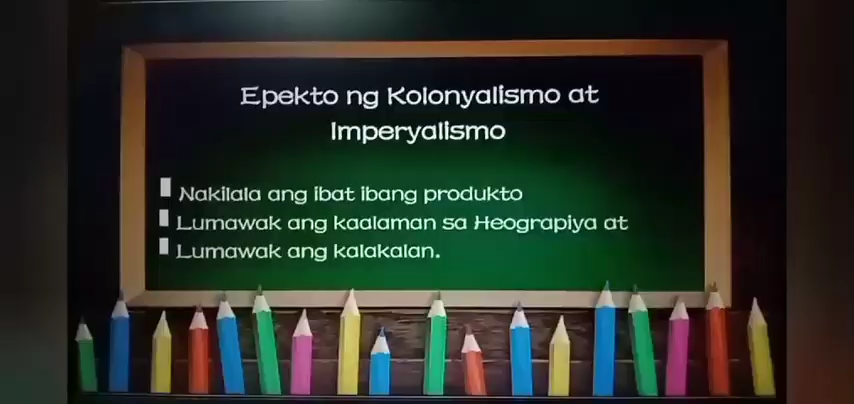 Epekto ng Kolonyalismo at
Imperyalismo
Nakilala ang ibat ibang produkto
Lumawak ang kaalaman sa Heograpiya at
Lumawak ang kalakalan.